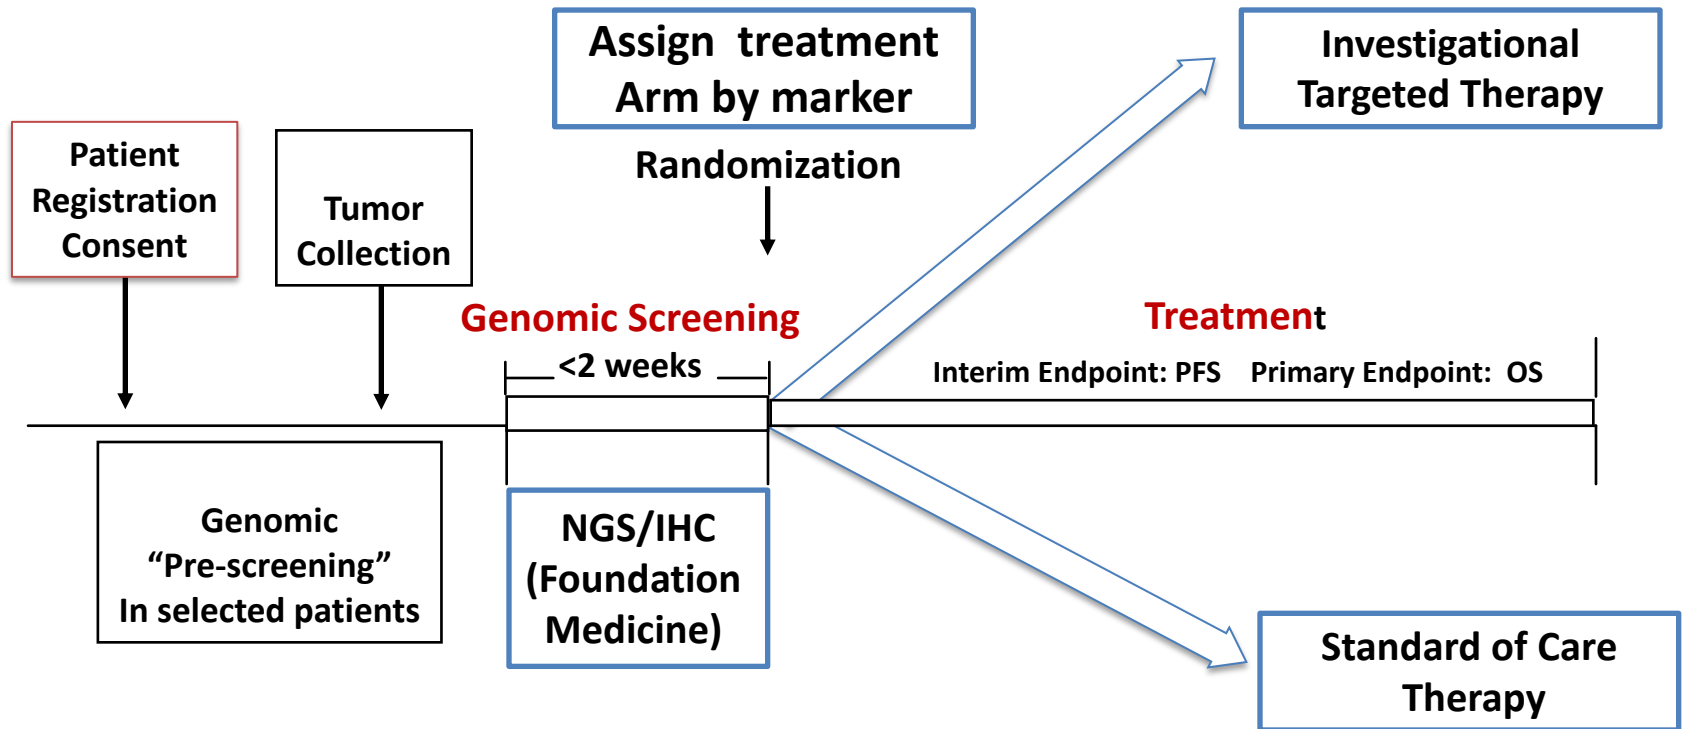 Assign  treatment
Arm by marker
Investigational
Targeted Therapy
Patient
Registration
Consent
Tumor
Collection
Randomization
Genomic Screening
<2 weeks
Treatment
Interim Endpoint: PFS    Primary Endpoint:  OS
Genomic
“Pre-screening”
In selected patients
NGS/IHC
(Foundation
Medicine)
Standard of Care
Therapy